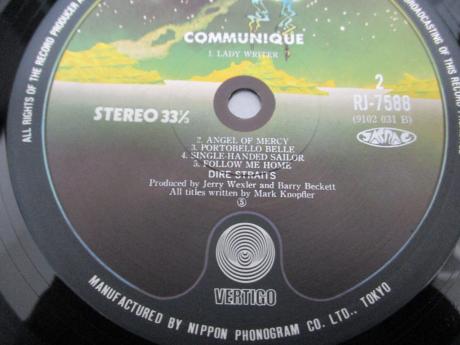 COMMUNIQUE
1. LADY WRITER
STEREO 33⅓
2
RJ-7588
(9102 031 B)
JASRAC
2. ANGEL OF MERCY
3. PORTOBELLO BELLE
4. SINGLE-HANDED SAILOR
5. FOLLOW ME HOME
DIRE STRAITS
Produced by Jerry Wexler and Barry Beckett
All titles written by Mark Knopfler
VERTIGO
ALL RIGHTS OF THE RECORD PRODUCER
BROADCASTING OF THIS RECORD
MANUFACTURED BY NIPPON PHONOGRAM CO. LTD., TOKYO